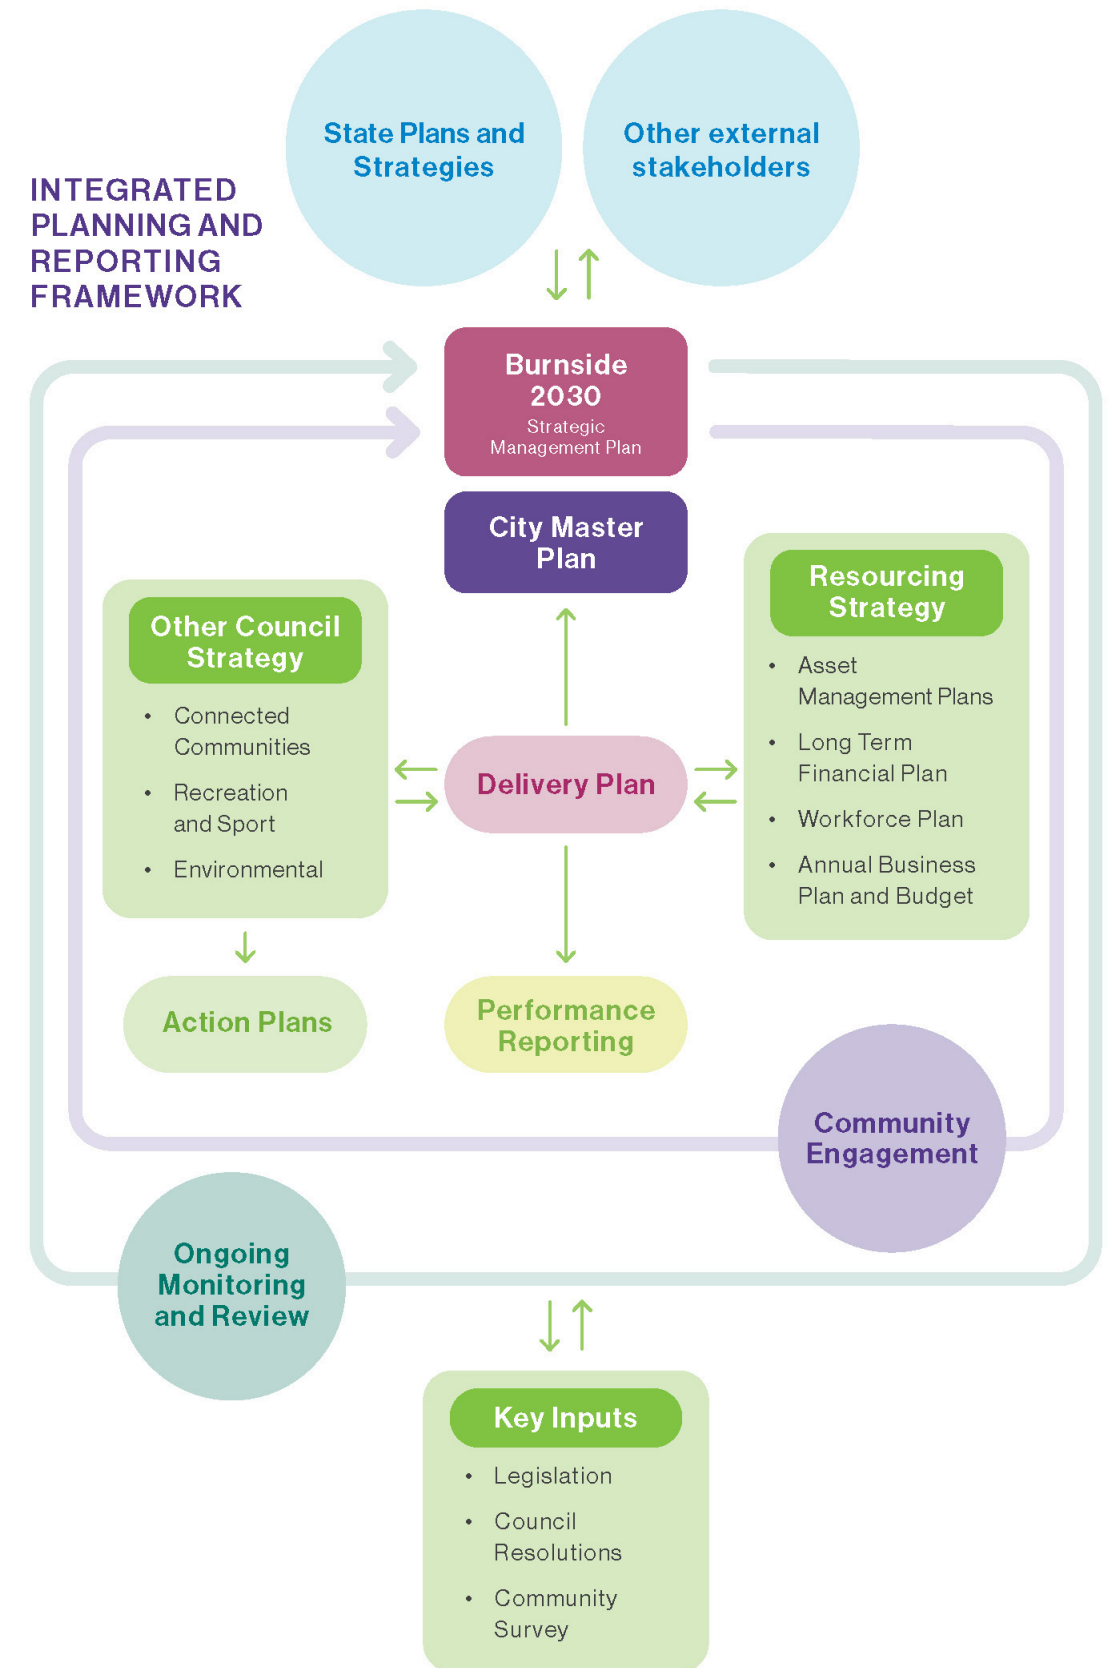 State Plans and
Strategies
Other external
stakeholders
INTEGRATED
PLANNING AND
REPORTING
FRAMEWORK
Burnside
2030
Strategic
Management Plan
City Master
Plan
Other Council
Strategy
• Connected
Communities
• Recreation
and Sport
• Environmental
Resourcing
Strategy
• Asset
Management Plans
• Long Term
Financial Plan
• Workforce Plan
• Annual Business
Plan and Budget
Delivery Plan
Action Plans
Performance
Reporting
Community
Engagement
Ongoing
Monitoring
and Review
Key Inputs
• Legislation
• Council
Resolutions
• Community
Survey